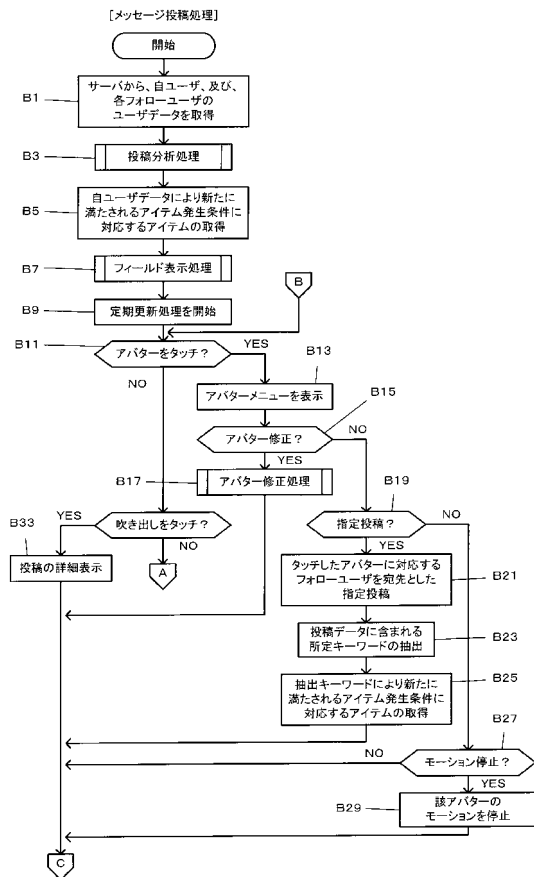 [メッセージ投稿処理]
開始
B1
サーバから、自ユーザ、及び、
各フォローユーザの
ユーザデータを取得
B3
投稿分析処理
B5
自ユーザデータにより新たに
満たされるアイテム発生条件に
対応するアイテムの取得
B7
フィールド表示処理
B
B9
定期更新処理を開始
B11
アバターをタッチ?
YES
NO
B13
アバターメニューを表示
B15
アバター修正?
NO
YES
B17
アバター修正処理
B19
指定投稿?
NO
YES
B33
YES
吹き出しをタッチ?
NO
投稿の詳細表示
A
B21
タッチしたアバターに対応する
フォローユーザを宛先とした
指定投稿
B23
投稿データに含まれる
所定キーワードの抽出
B25
抽出キーワードにより新たに
満たされるアイテム発生条件に
対応するアイテムの取得
B27
NO
モーション停止?
YES
B29
該アバターの
モーションを停止
C